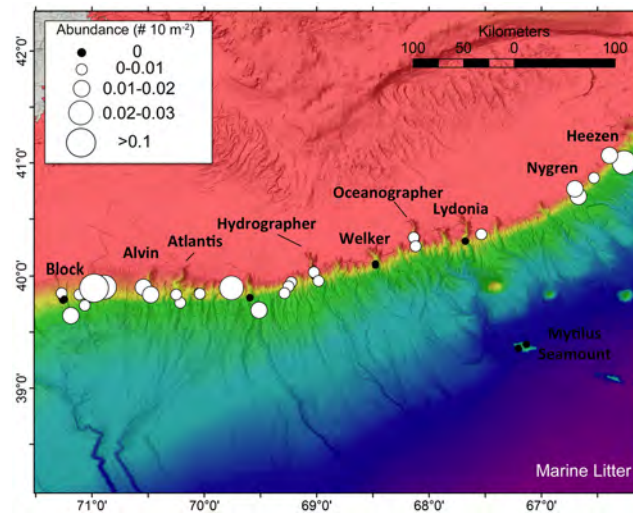 Abundance (# 10 m-2)
0
0-0.01
0.01-0.02
0.02-0.03
>0.1
Kilometers
100 50 0 100
Heezen
Nygren
Oceanographer
Lydonia
Hydrographer
Welker
Alvin
Atlantis
Block
Mytilus
Seamount
Marine Litter
42°0'
41°0'
40°0'
39°0'
71°0' 70°0' 69°0' 68°0' 67°0'